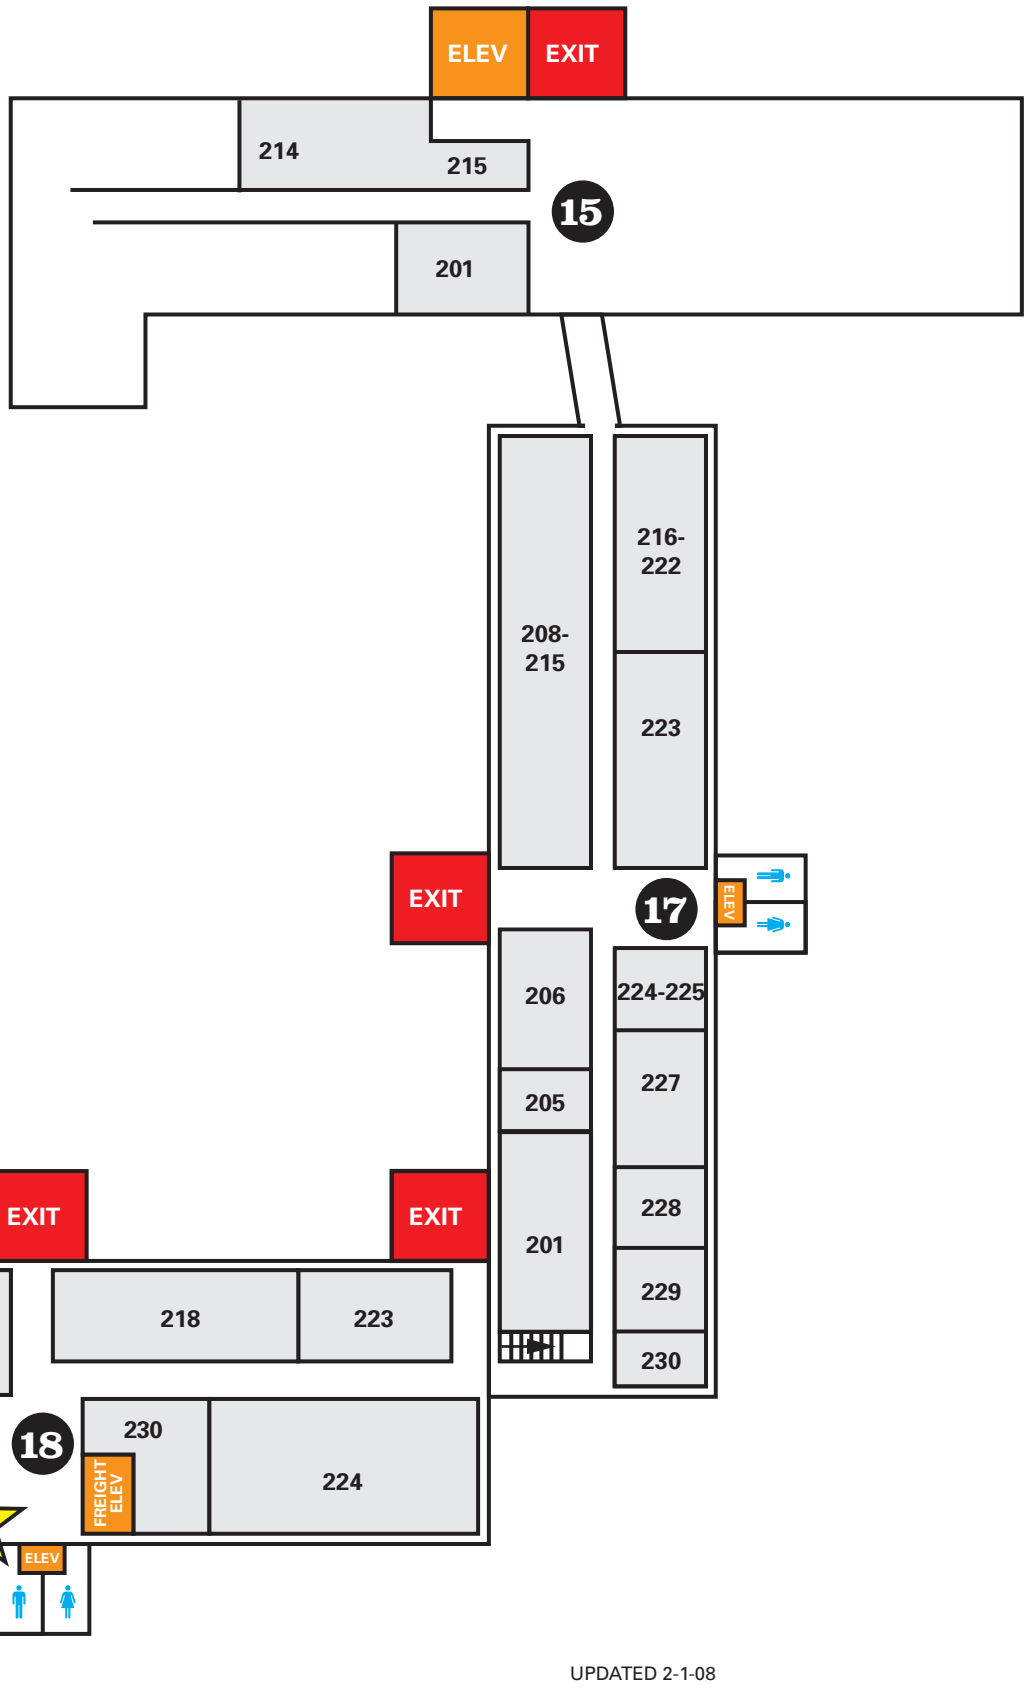 ELEV
EXIT
214
215
15
201
216-
222
208-
215
223
EXIT
17
ELEV
206
224-225
227
205
228
EXIT
EXIT
201
229
218
223
230
18
230
224
FREIGHT
ELEV
ELEV
UPDATED 2-1-08